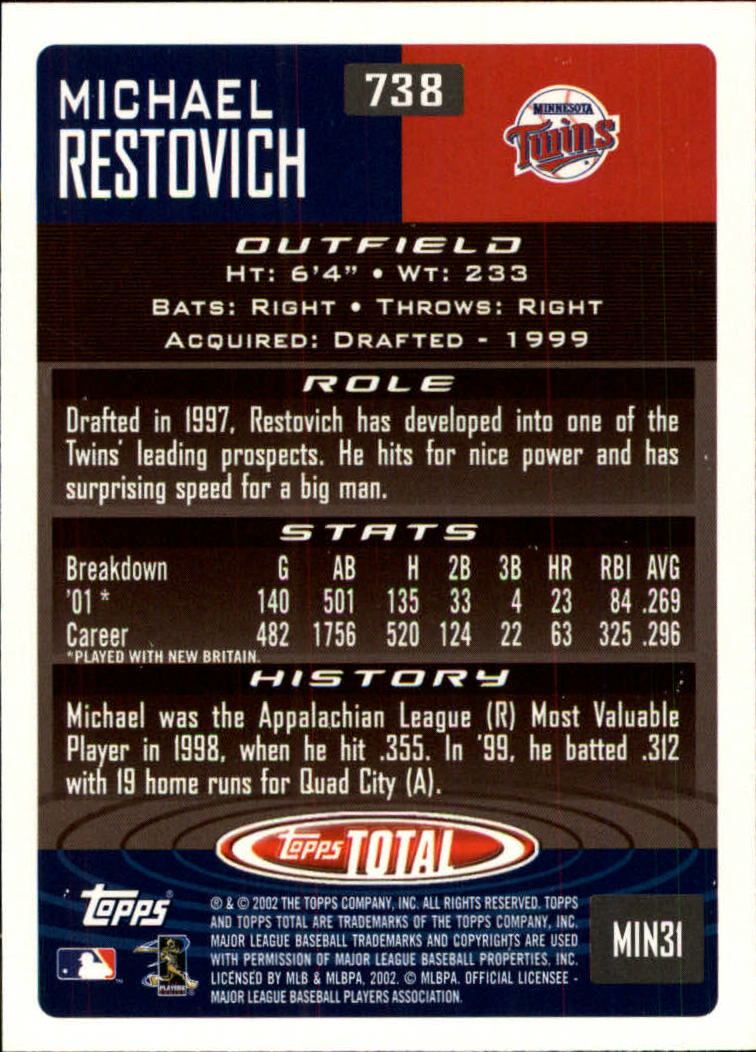 738
MICHAEL
RESTOVICH
MINNESOTA
Twins
OUTFIELD
HT: 6'4" • WT: 233
BATS: RIGHT • THROWS: RIGHT
ACQUIRED: DRAFTED - 1999
ROLE
Drafted in 1997, Restovich has developed into one of the
Twins' leading prospects. He hits for nice power and has
surprising speed for a big man.
STATS
Breakdown G AB H 2B 3B HR RBI AVG
'01 * 140 501 135 33 4 23 84 .269
Career 482 1756 520 124 22 63 325 .296
*PLAYED WITH NEW BRITAIN.
HISTORY
Michael was the Appalachian League (R) Most Valuable
Player in 1998, when he hit .355. In '99, he batted .312
with 19 home runs for Quad City (A).
Topps TOTAL
Topps®
® & © 2002 THE TOPPS COMPANY, INC. ALL RIGHTS RESERVED. TOPPS
AND TOPPS TOTAL ARE TRADEMARKS OF THE TOPPS COMPANY, INC.
MAJOR LEAGUE BASEBALL TRADEMARKS AND COPYRIGHTS ARE USED
WITH PERMISSION OF MAJOR LEAGUE BASEBALL PROPERTIES, INC.
LICENSED BY MLB & MLBPA, 2002. © MLBPA. OFFICIAL LICENSEE -
MAJOR LEAGUE BASEBALL PLAYERS ASSOCIATION.
MIN31
PLAYERS